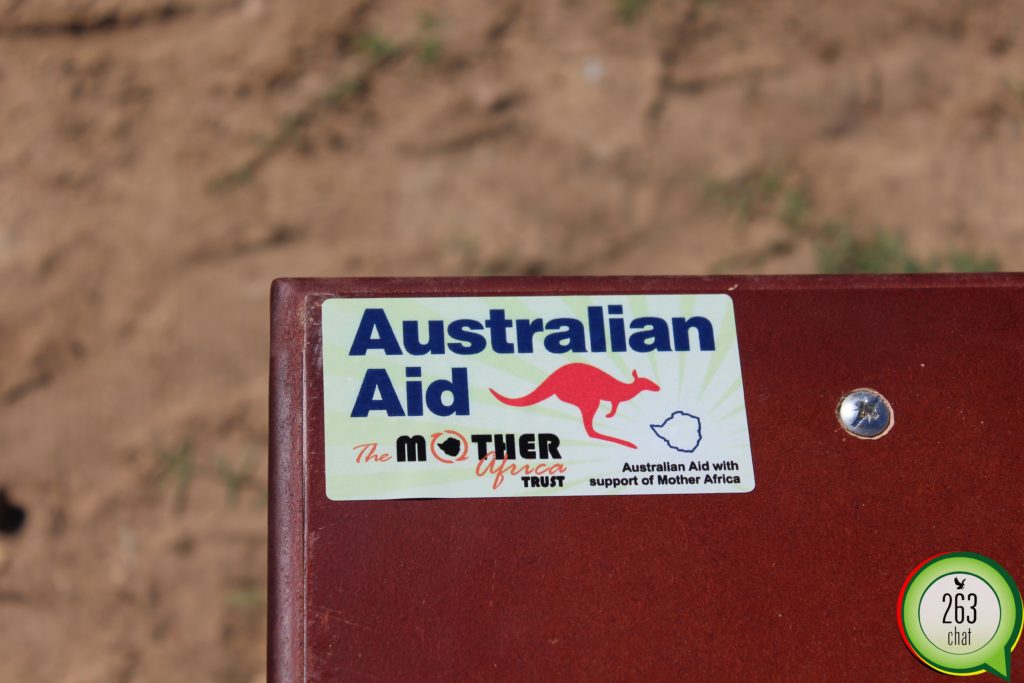 Australian
Aid
The MOTHER
Africa
TRUST
Australian Aid with
support of Mother Africa
263
chat